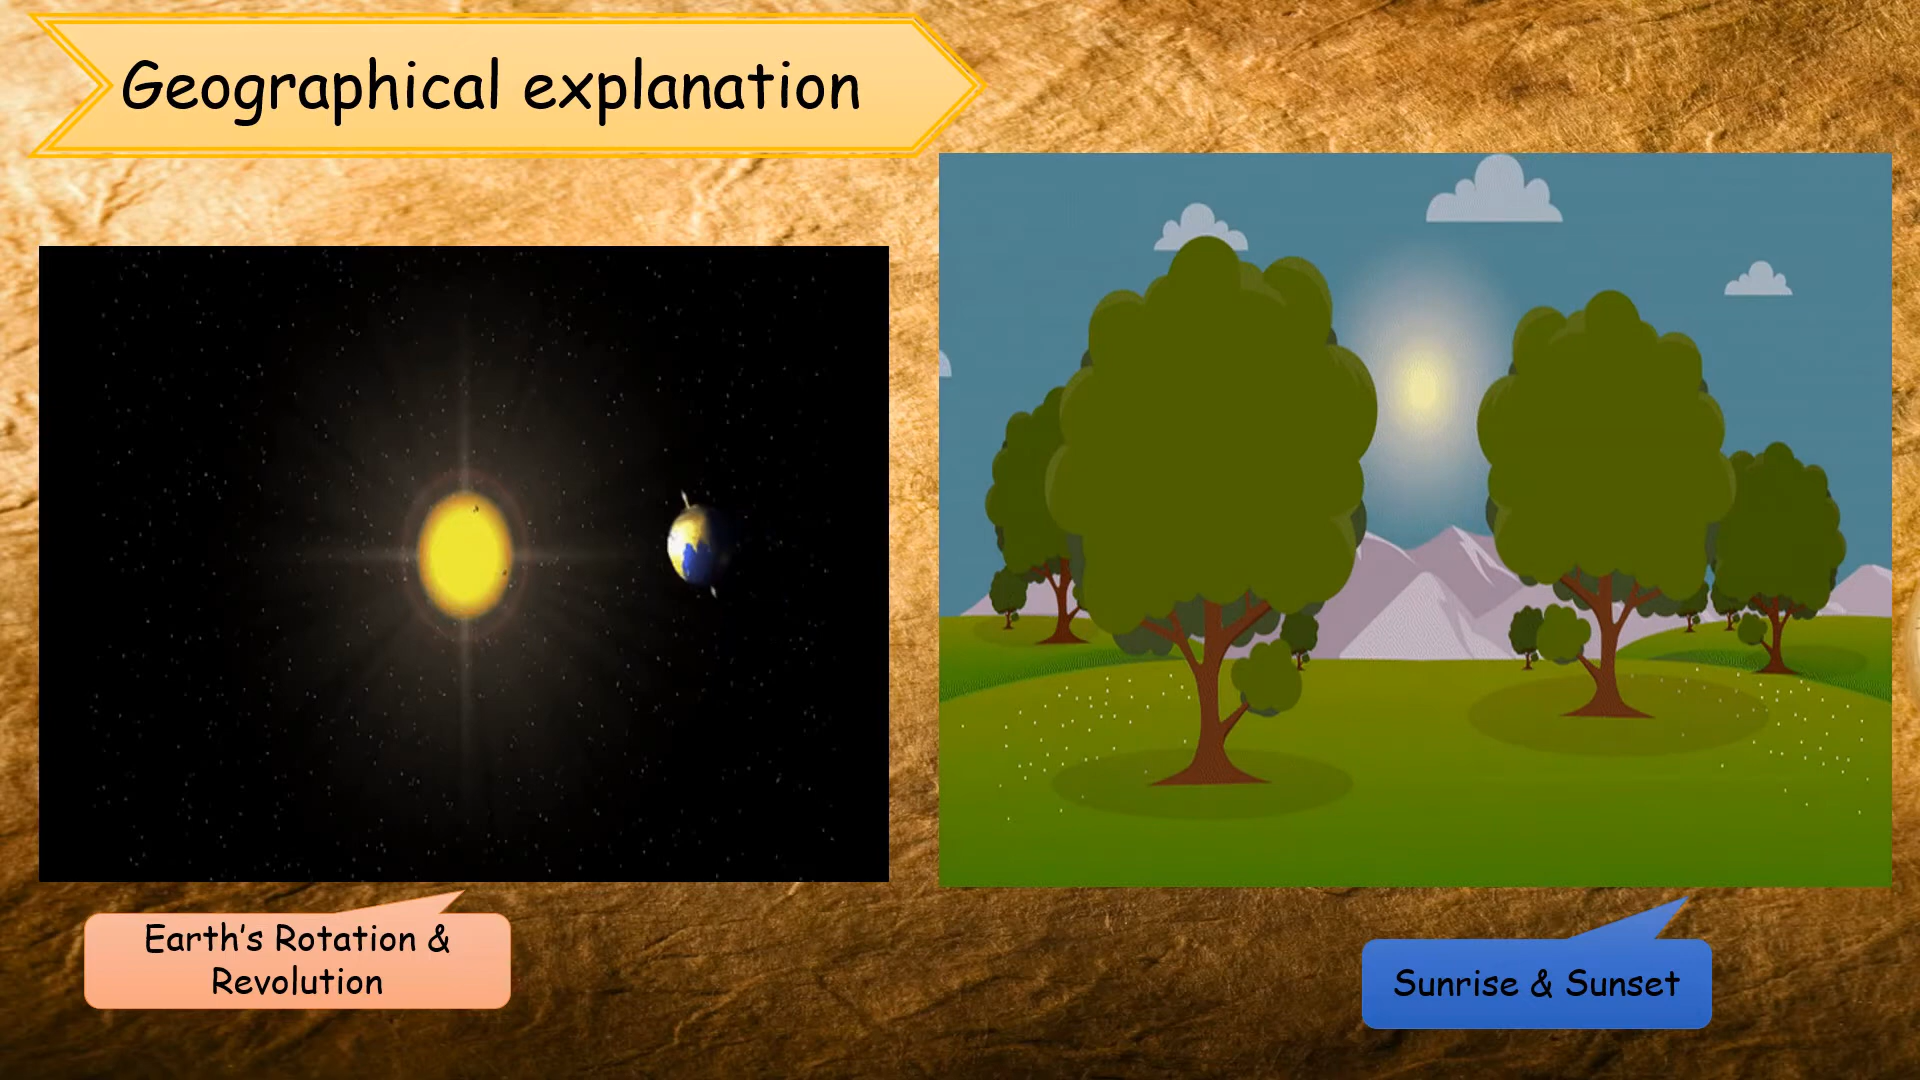 Geographical explanation
Earth's Rotation &
Revolution
Sunrise & Sunset